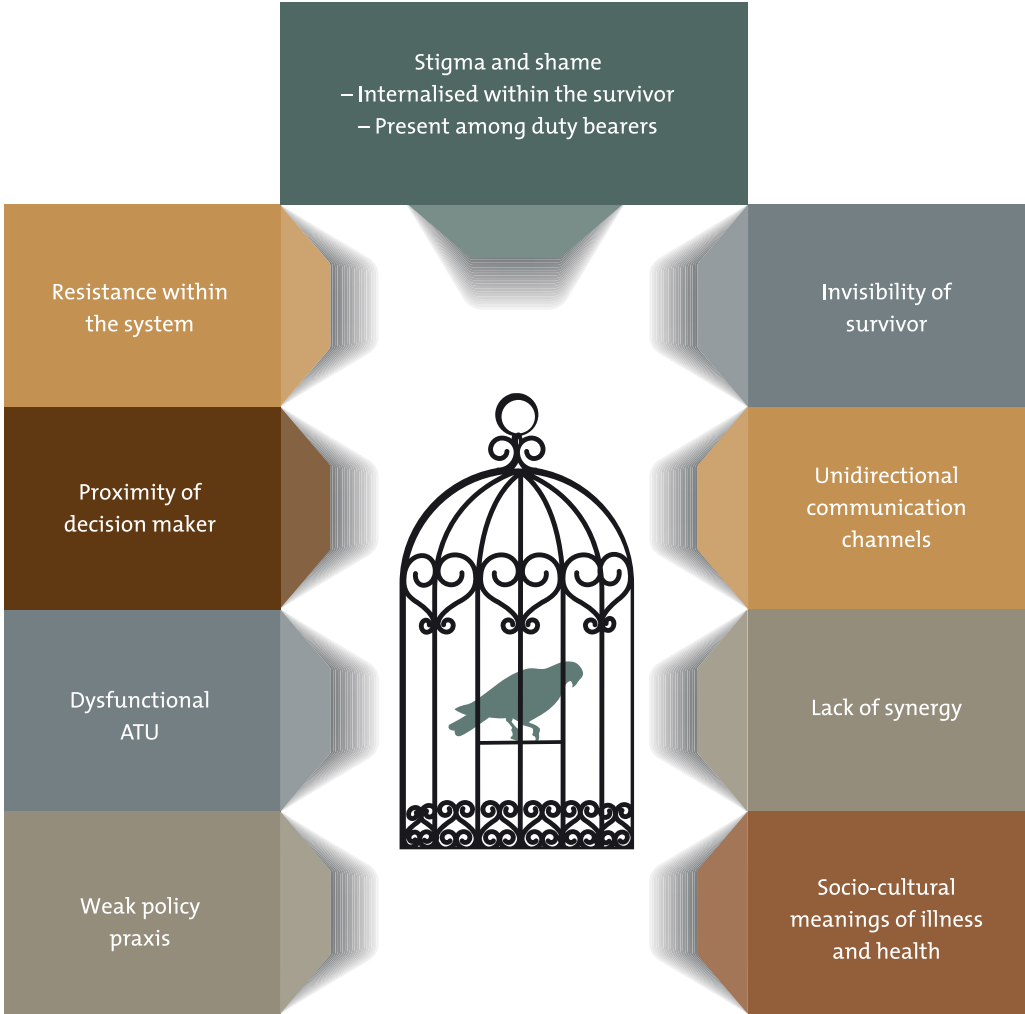 Stigma and shame
– Internalised within the survivor
– Present among duty bearers
Resistance within
the system
Invisibility of
survivor
Proximity of
decision maker
Unidirectional
communication
channels
Dysfunctional
ATU
Lack of synergy
Weak policy
praxis
Socio-cultural
meanings of illness
and health